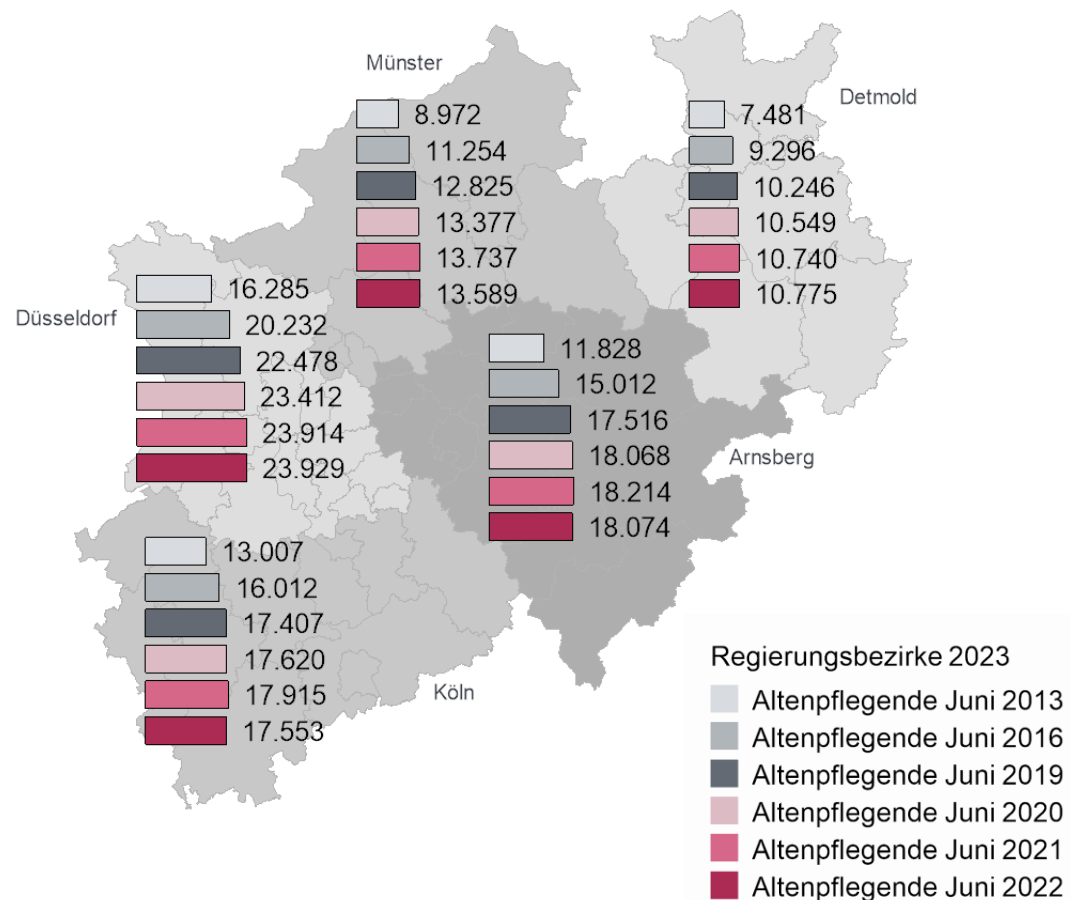 Münster
8.972
11.254
12.825
13.377
13.737
13.589
Detmold
7.481
9.296
10.246
10.549
10.740
10.775
Düsseldorf
16.285
20.232
22.478
23.412
23.914
23.929
Arnsberg
11.828
15.012
17.516
18.068
18.214
18.074
Köln
13.007
16.012
17.407
17.620
17.915
17.553
Regierungsbezirke 2023
Altenpflegende Juni 2013
Altenpflegende Juni 2016
Altenpflegende Juni 2019
Altenpflegende Juni 2020
Altenpflegende Juni 2021
Altenpflegende Juni 2022